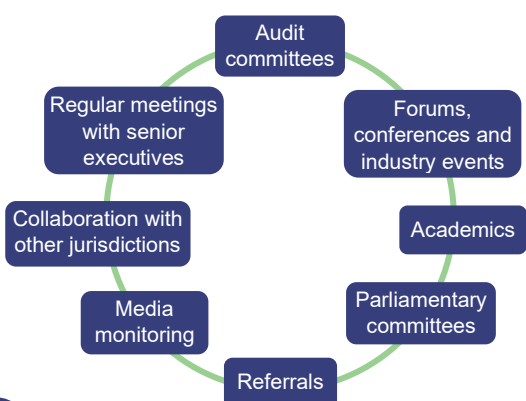 Audit
committees
Forums,
conferences and
industry events
Academics
Parliamentary
committees
Referrals
Media
monitoring
Collaboration with
other jurisdictions
Regular meetings
with senior
executives